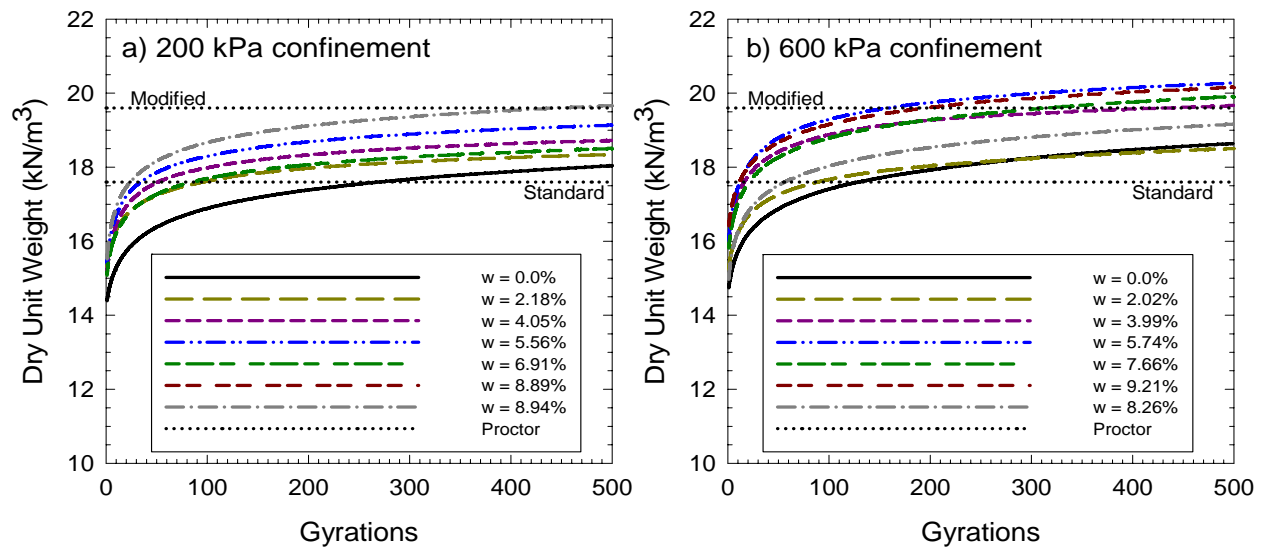 a) 200 kPa confinement
Dry Unit Weight (kN/m3)
22
20
18
16
14
12
10
Modified
Standard
w = 0.0%
w = 2.18%
w = 4.05%
w = 5.56%
w = 6.91%
w = 8.89%
w = 8.94%
Proctor
0
100
200
300
400
500
Gyrations
b) 600 kPa confinement
Dry Unit Weight (kN/m3)
22
20
18
16
14
12
10
Modified
Standard
w = 0.0%
w = 2.02%
w = 3.99%
w = 5.74%
w = 7.66%
w = 9.21%
w = 8.26%
Proctor
0
100
200
300
400
500
Gyrations